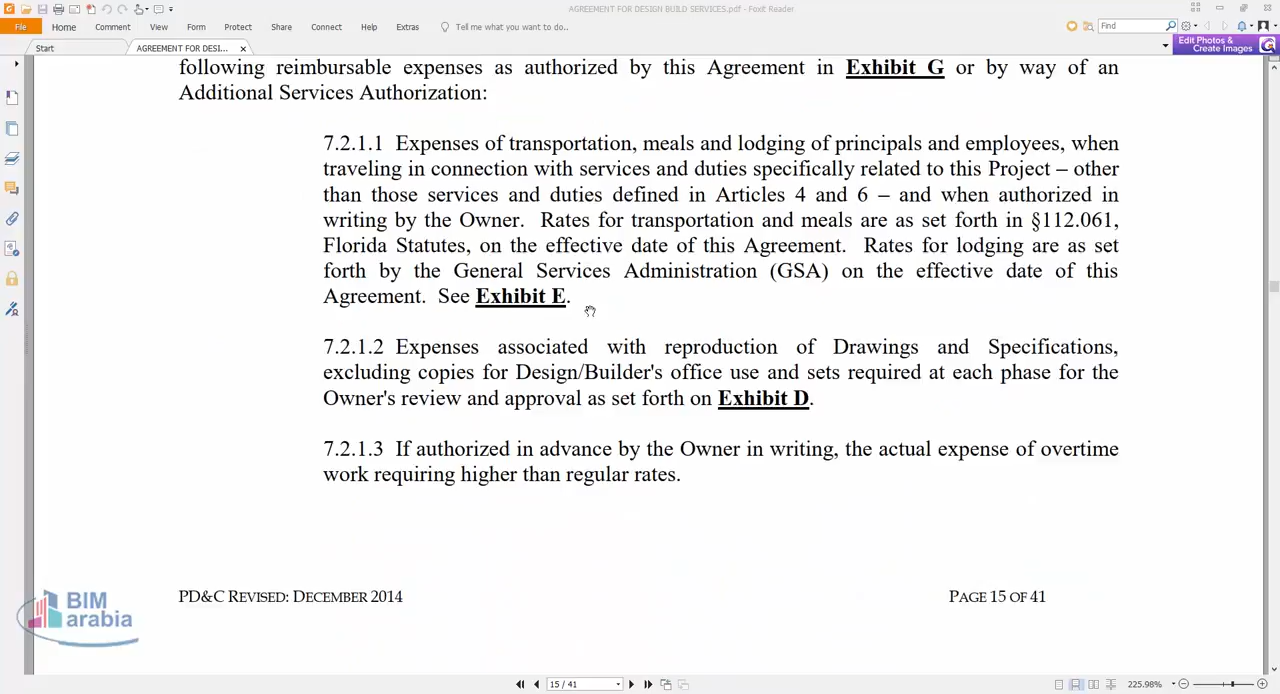 AGREEMENT FOR DESIGN BUILD SERVICES.pdf - Foxit Reader
File Home Comment View Form Protect Share Connect Help Extras Tell me what you want to do.. Find
Start AGREEMENT FOR DESI... Edit Photos & Create Images
following reimbursable expenses as authorized by this Agreement in Exhibit G or by way of an
Additional Services Authorization:
7.2.1.1 Expenses of transportation, meals and lodging of principals and employees, when
traveling in connection with services and duties specifically related to this Project – other
than those services and duties defined in Articles 4 and 6 – and when authorized in
writing by the Owner. Rates for transportation and meals are as set forth in §112.061,
Florida Statutes, on the effective date of this Agreement. Rates for lodging are as set
forth by the General Services Administration (GSA) on the effective date of this
Agreement. See Exhibit E.
7.2.1.2 Expenses associated with reproduction of Drawings and Specifications,
excluding copies for Design/Builder's office use and sets required at each phase for the
Owner's review and approval as set forth on Exhibit D.
7.2.1.3 If authorized in advance by the Owner in writing, the actual expense of overtime
work requiring higher than regular rates.
PD&C REVISED: DECEMBER 2014 PAGE 15 OF 41
BIM
arabia
15 / 41 225.98%